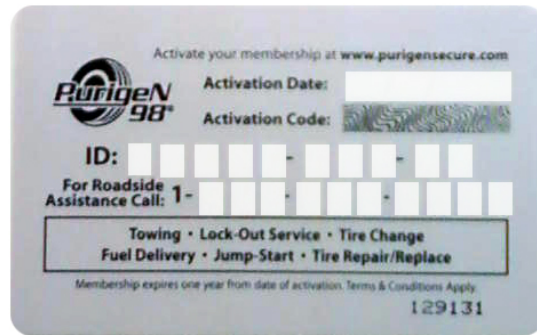 Activate your membership at www.purigensecure.com
PurigeN
98®
Activation Date:
Activation Code:
ID: - -
For Roadside
Assistance Call: 1- - -
Towing • Lock-Out Service • Tire Change
Fuel Delivery • Jump-Start • Tire Repair/Replace
Membership expires one year from date of activation. Terms & Conditions Apply.
129131